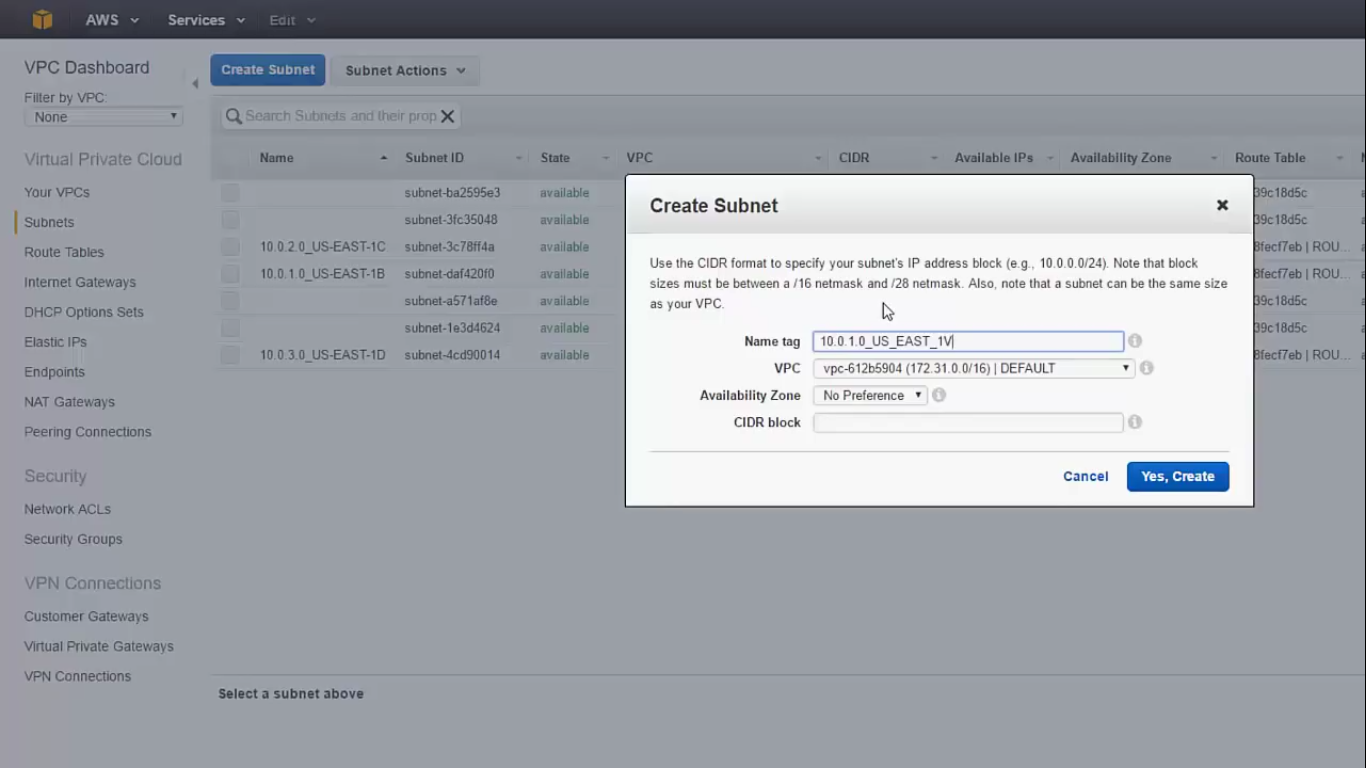 AWS Services Edit
VPC Dashboard
Filter by VPC:
None
Virtual Private Cloud
Your VPCs
Subnets
Route Tables
Internet Gateways
DHCP Options Sets
Elastic IPs
Endpoints
NAT Gateways
Peering Connections
Security
Network ACLs
Security Groups
VPN Connections
Customer Gateways
Virtual Private Gateways
VPN Connections
Create Subnet Subnet Actions
Search Subnets and their prop
Name Subnet ID State VPC CIDR Available IPs Availability Zone Route Table
subnet-ba2595e3 available 39c18d5c
subnet-3fc35048 available 39c18d5c
10.0.2.0_US-EAST-1C subnet-3c78ff4a available 8fecf7eb | ROU...
10.0.1.0_US-EAST-1B subnet-daf420f0 available 8fecf7eb | ROU...
subnet-a571af8e available 39c18d5c
subnet-1e3d4624 available 39c18d5c
10.0.3.0_US-EAST-1D subnet-4cd90014 available 8fecf7eb | ROU...
Create Subnet
Use the CIDR format to specify your subnet's IP address block (e.g., 10.0.0.0/24). Note that block
sizes must be between a /16 netmask and /28 netmask. Also, note that a subnet can be the same size
as your VPC.
Name tag 10.0.1.0_US_EAST_1V
VPC vpc-612b5904 (172.31.0.0/16) | DEFAULT
Availability Zone No Preference
CIDR block
Cancel Yes, Create
Select a subnet above